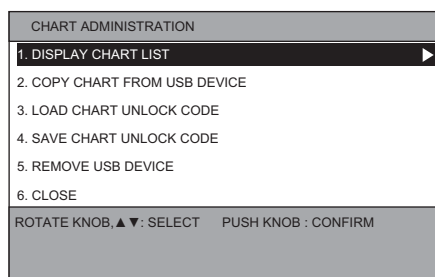 CHART ADMINISTRATION
1. DISPLAY CHART LIST
2. COPY CHART FROM USB DEVICE
3. LOAD CHART UNLOCK CODE
4. SAVE CHART UNLOCK CODE
5. REMOVE USB DEVICE
6. CLOSE
ROTATE KNOB,▲▼: SELECT PUSH KNOB : CONFIRM